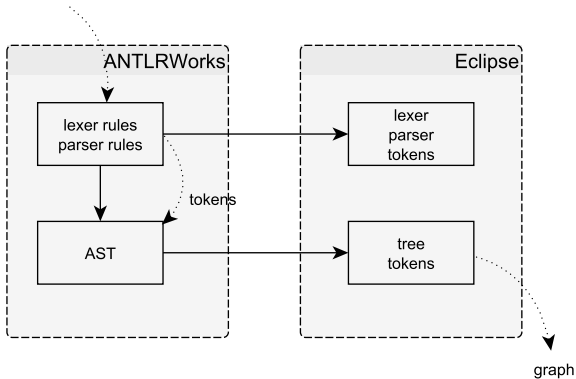 ANTLRWorks
lexer rules
parser rules
tokens
AST
Eclipse
lexer
parser
tokens
tree
tokens
graph